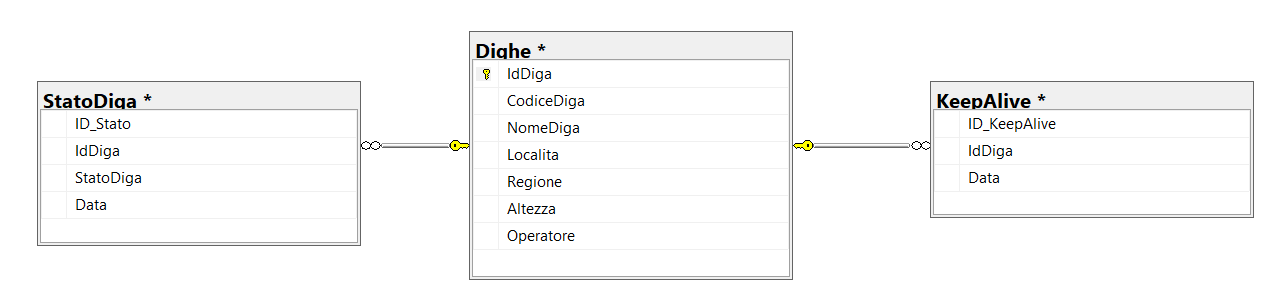 StatoDiga *
ID_Stato
IdDiga
StatoDiga
Data
Dighe *
IdDiga
CodiceDiga
NomeDiga
Localita
Regione
Altezza
Operatore
KeepAlive *
ID_KeepAlive
IdDiga
Data